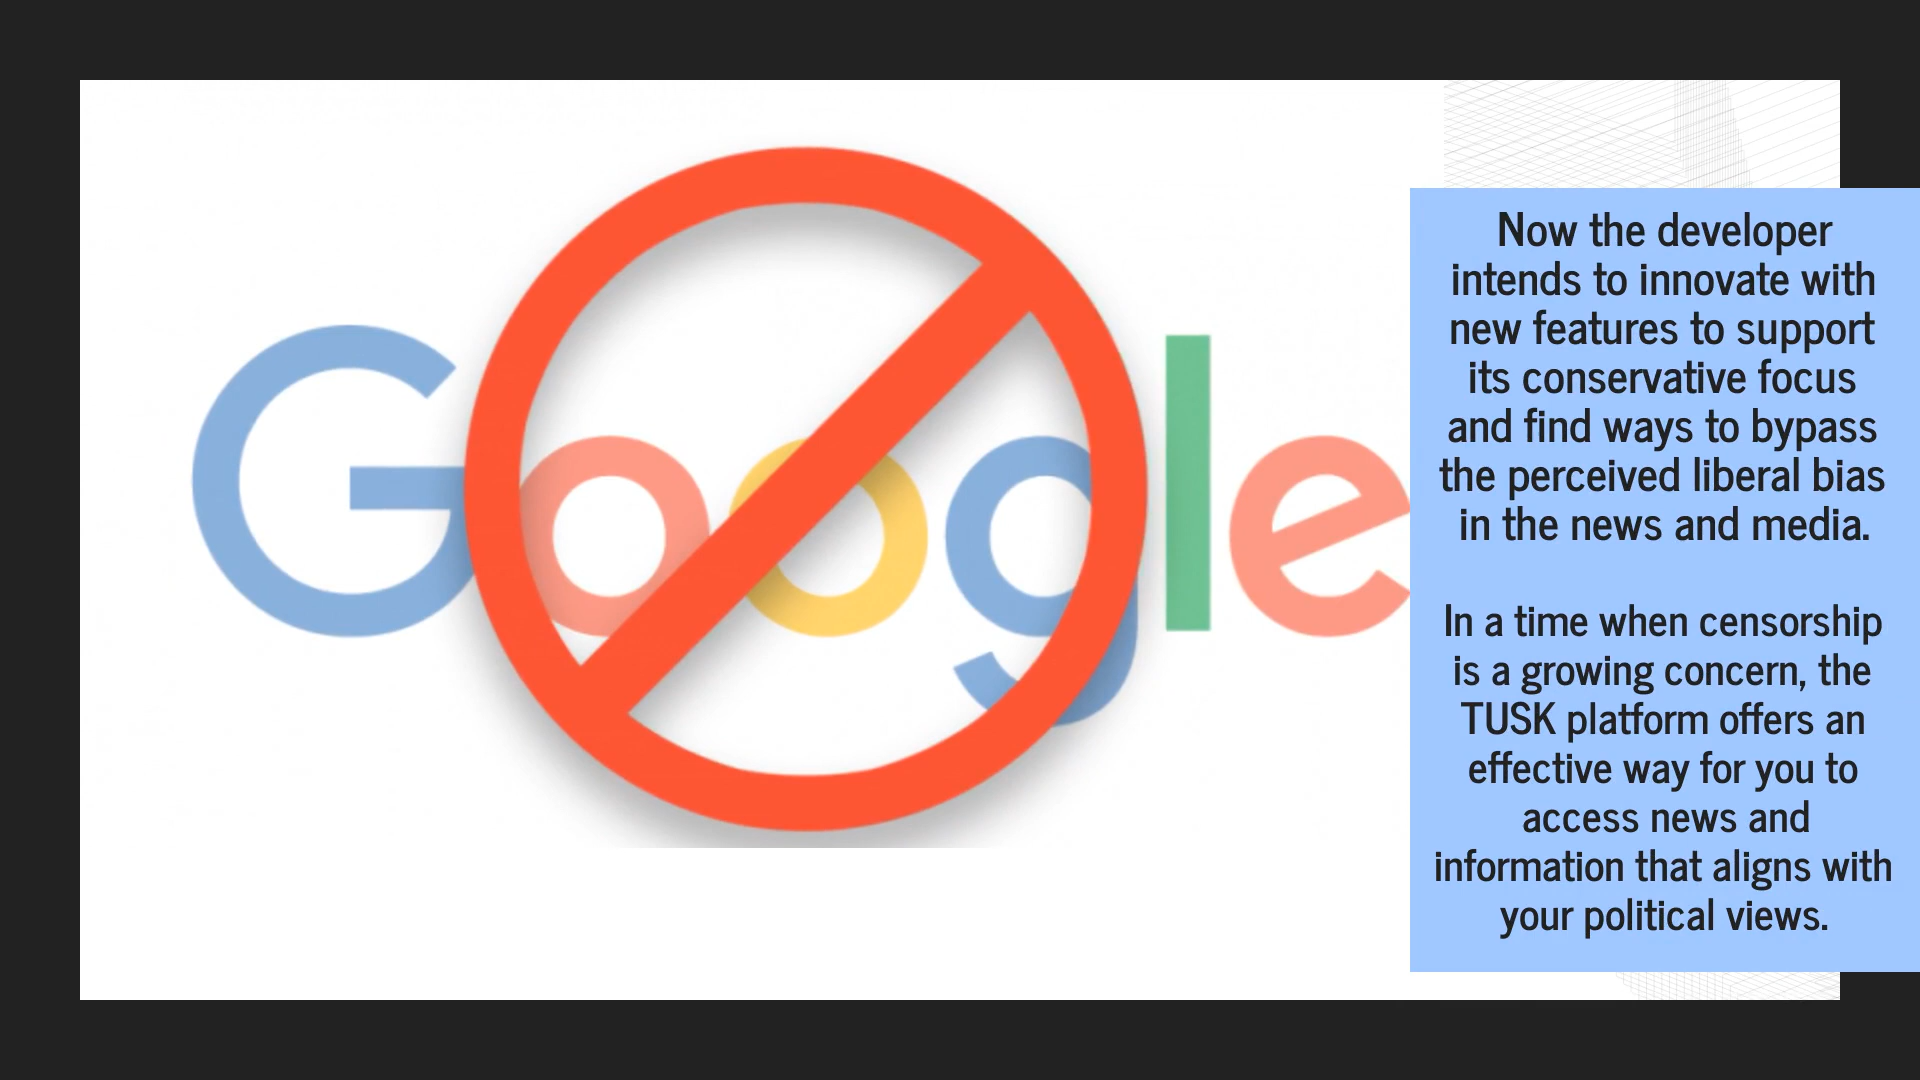 Google
Now the developer
intends to innovate with
new features to support
its conservative focus
and find ways to bypass
the perceived liberal bias
in the news and media.
In a time when censorship
is a growing concern, the
TUSK platform offers an
effective way for you to
access news and
information that aligns with
your political views.